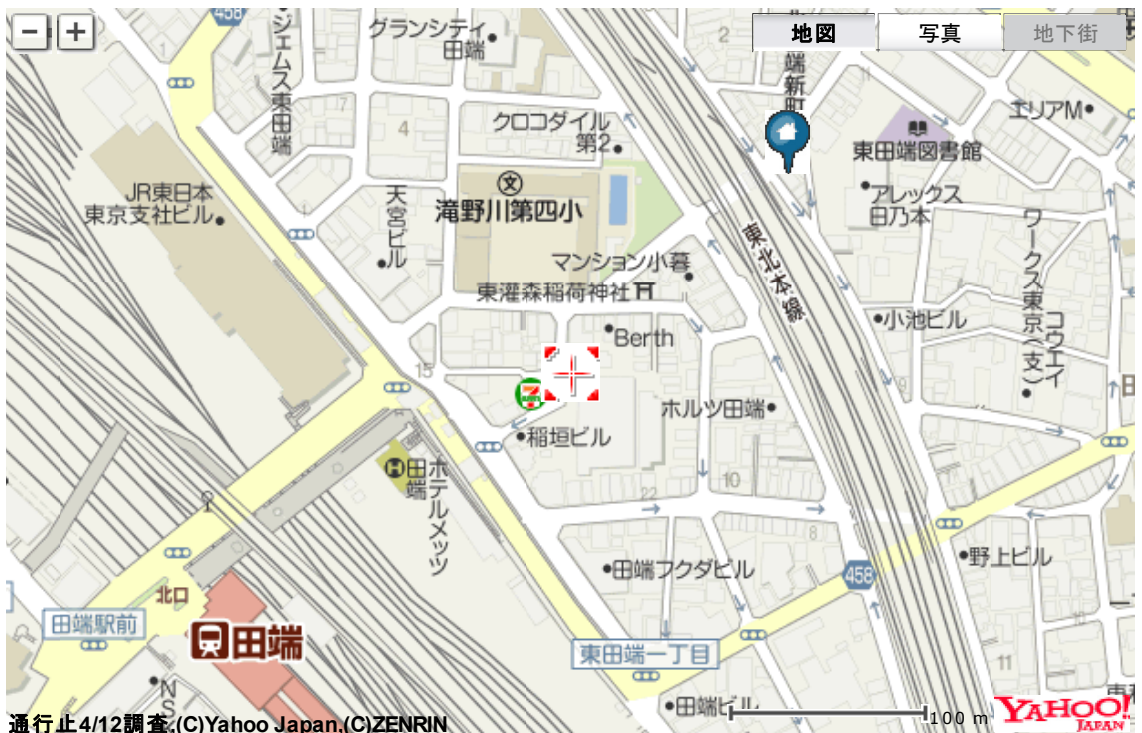 458
グランシティ
田端
ジェムス東田端
2
地図
写真
地下街
端新町
11
エリアM
クロコダイル
第2
東田端図書館
1
7
4
文
滝野川第四小
JR東日本
東京支社ビル
天宮ビル
アレックス
田乃本
ワークス東京(支)
コウエイ
1
マンション小暮
東北本線
東灌森稲荷神社
小池ビル
Berth
15
9
ホルツ田端
稲垣ビル
H
田端
ホテルメッツ
10
22
8
田端フクダビル
458
野上ビル
北口
田端駅前
田端
東田端一丁目
11
田端ビル
100 m
YAHOO!
JAPAN
通行止4/12調査,(C)Yahoo Japan,(C)ZENRIN